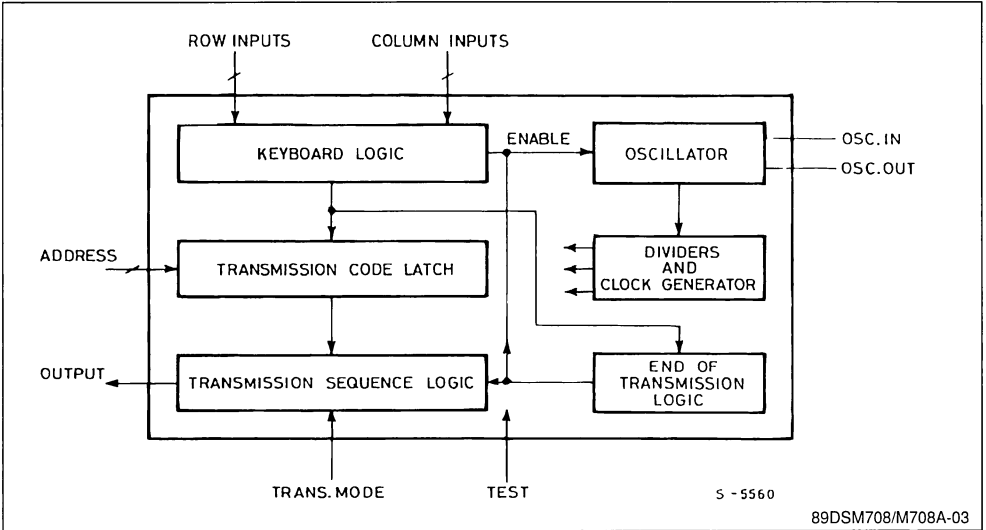 ROW INPUTS
COLUMN INPUTS
KEYBOARD LOGIC
ENABLE
OSCILLATOR
OSC.IN
OSC.OUT
ADDRESS
TRANSMISSION CODE LATCH
DIVIDERS
AND
CLOCK GENERATOR
OUTPUT
TRANSMISSION SEQUENCE LOGIC
END OF
TRANSMISSION
LOGIC
TRANS.MODE
TEST
S-5560
89DSM708/M708A-03